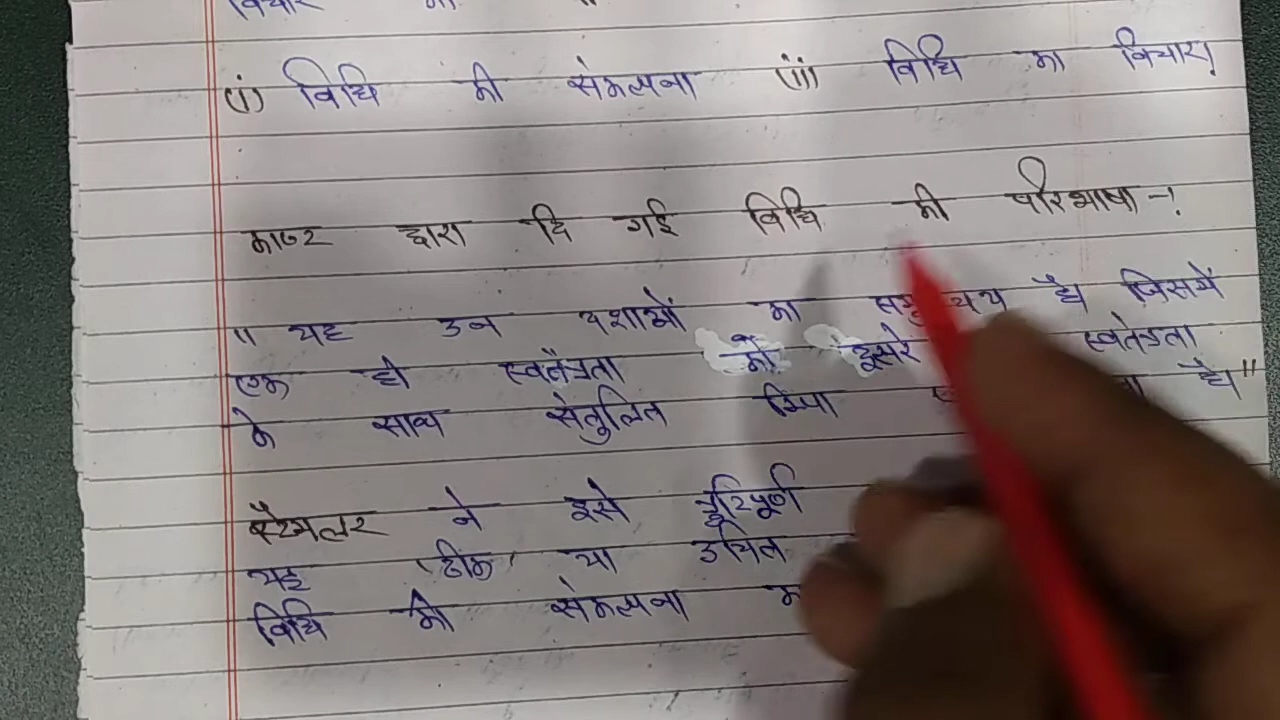 विचार का "
(i) विधि की संकल्पना (ii) विधि का विचार!
काण्ट द्वारा दि गई विधि की परिभाषा -!
" यह उन दशाओं का समुच्चय है जिसमें
एक की स्वतंत्रता को दूसरे स्वतंत्रता
के साथ संतुलित किया है"
स्टैमलर ने इसे त्रुटिपूर्ण
यह 'ठीक' या उचित
विधि की संकल्पना